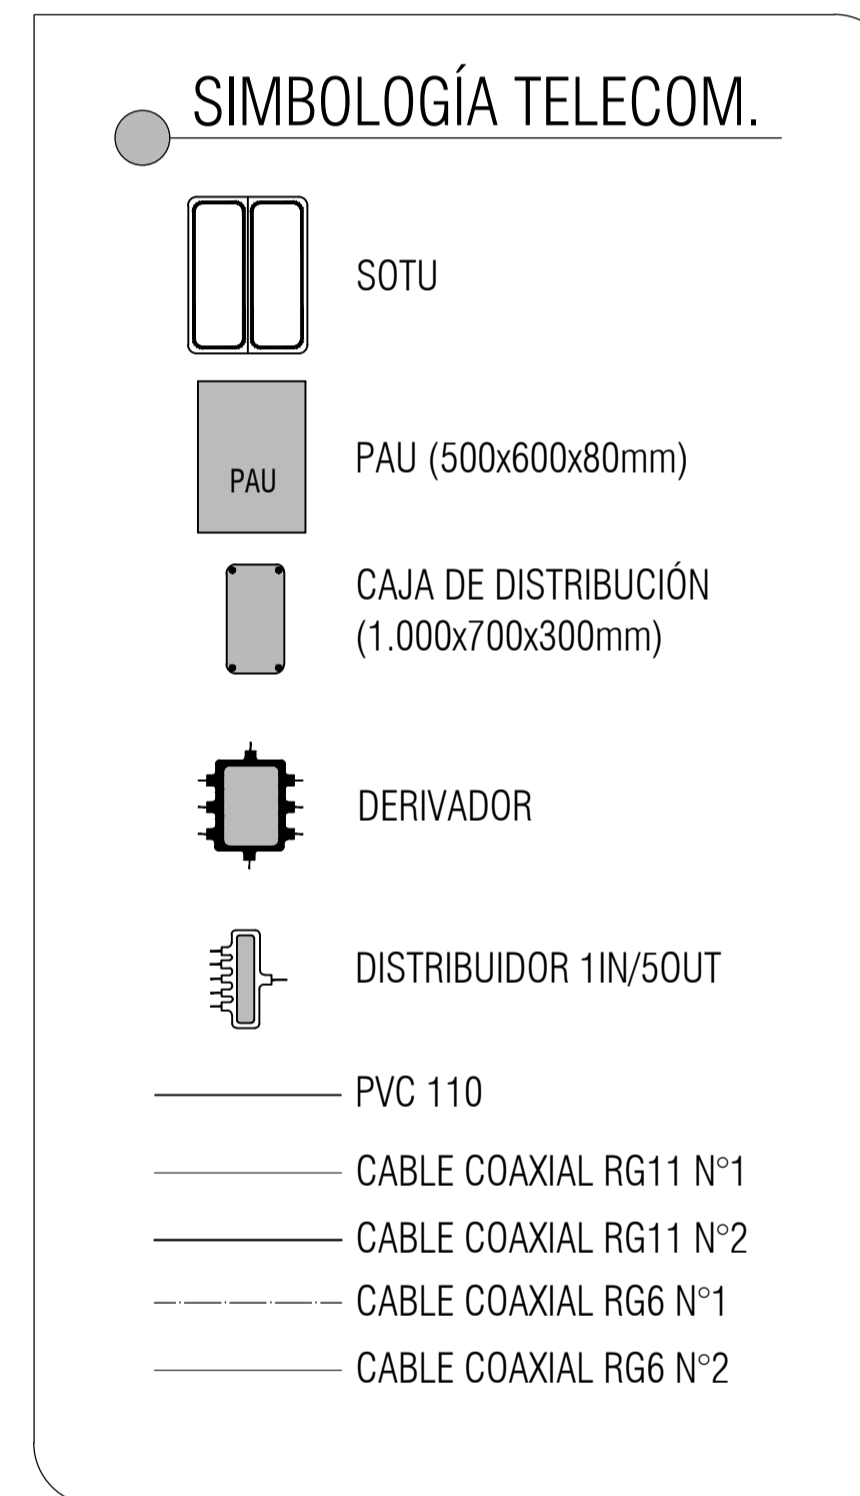 SIMBOLOGÍA TELECOM.
SOTU
PAU
PAU (500x600x80mm)
CAJA DE DISTRIBUCIÓN
(1.000x700x300mm)
DERIVADOR
DISTRIBUIDOR 1IN/5OUT
PVC 110
CABLE COAXIAL RG11 N°1
CABLE COAXIAL RG11 N°2
CABLE COAXIAL RG6 N°1
CABLE COAXIAL RG6 N°2